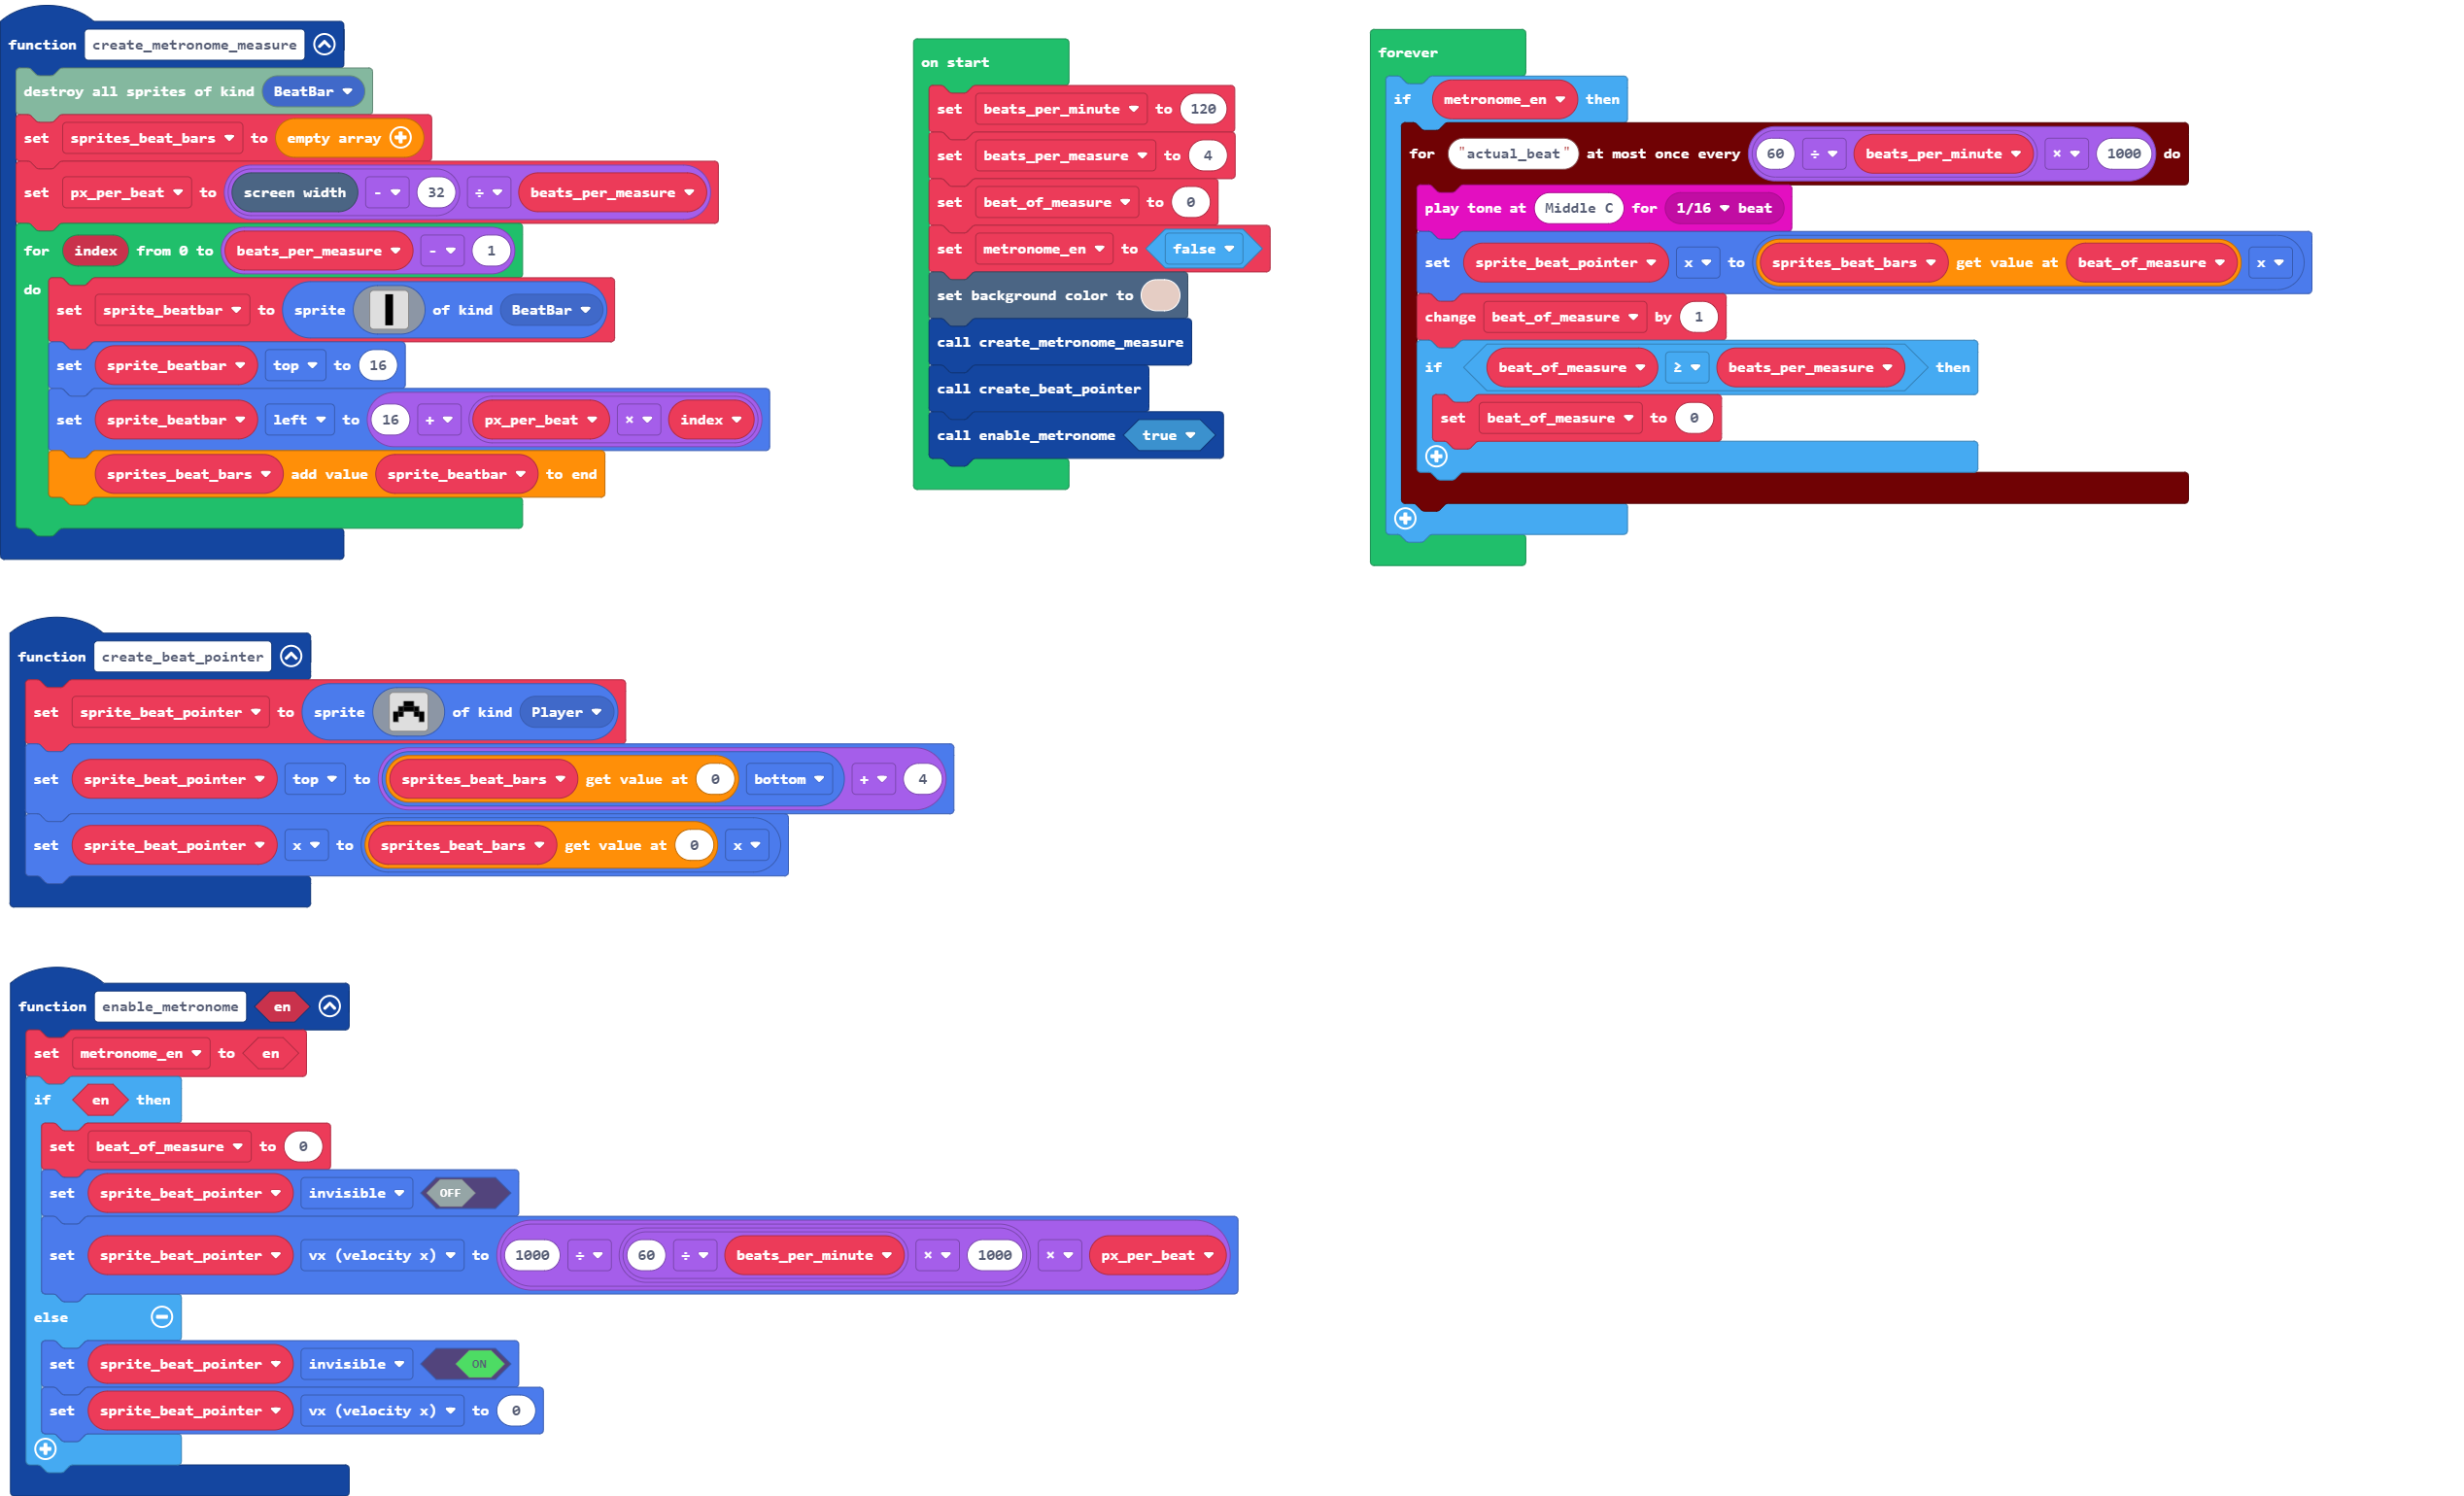 function create_metronome_measure
destroy all sprites of kind BeatBar
set sprites_beat_bars to empty array
set px_per_beat to screen width - 32 ÷ beats_per_measure
for index from 0 to beats_per_measure - 1
do
set sprite_beatbar to sprite of kind BeatBar
set sprite_beatbar top to 16
set sprite_beatbar left to 16 + px_per_beat × index
sprites_beat_bars add value sprite_beatbar to end
on start
set beats_per_minute to 120
set beats_per_measure to 4
set beat_of_measure to 0
set metronome_en to false
set background color to
call create_metronome_measure
call create_beat_pointer
call enable_metronome true
forever
if metronome_en then
for "actual_beat" at most once every 60 ÷ beats_per_minute × 1000 do
play tone at Middle C for 1/16 beat
set sprite_beat_pointer x to sprites_beat_bars get value at beat_of_measure x
change beat_of_measure by 1
if beat_of_measure ≥ beats_per_measure then
set beat_of_measure to 0
function create_beat_pointer
set sprite_beat_pointer to sprite of kind Player
set sprite_beat_pointer top to sprites_beat_bars get value at 0 bottom + 4
set sprite_beat_pointer x to sprites_beat_bars get value at 0 x
function enable_metronome en
set metronome_en to en
if en then
set beat_of_measure to 0
set sprite_beat_pointer invisible OFF
set sprite_beat_pointer vx (velocity x) to 1000 ÷ 60 ÷ beats_per_minute × 1000 × px_per_beat
else
set sprite_beat_pointer invisible ON
set sprite_beat_pointer vx (velocity x) to 0